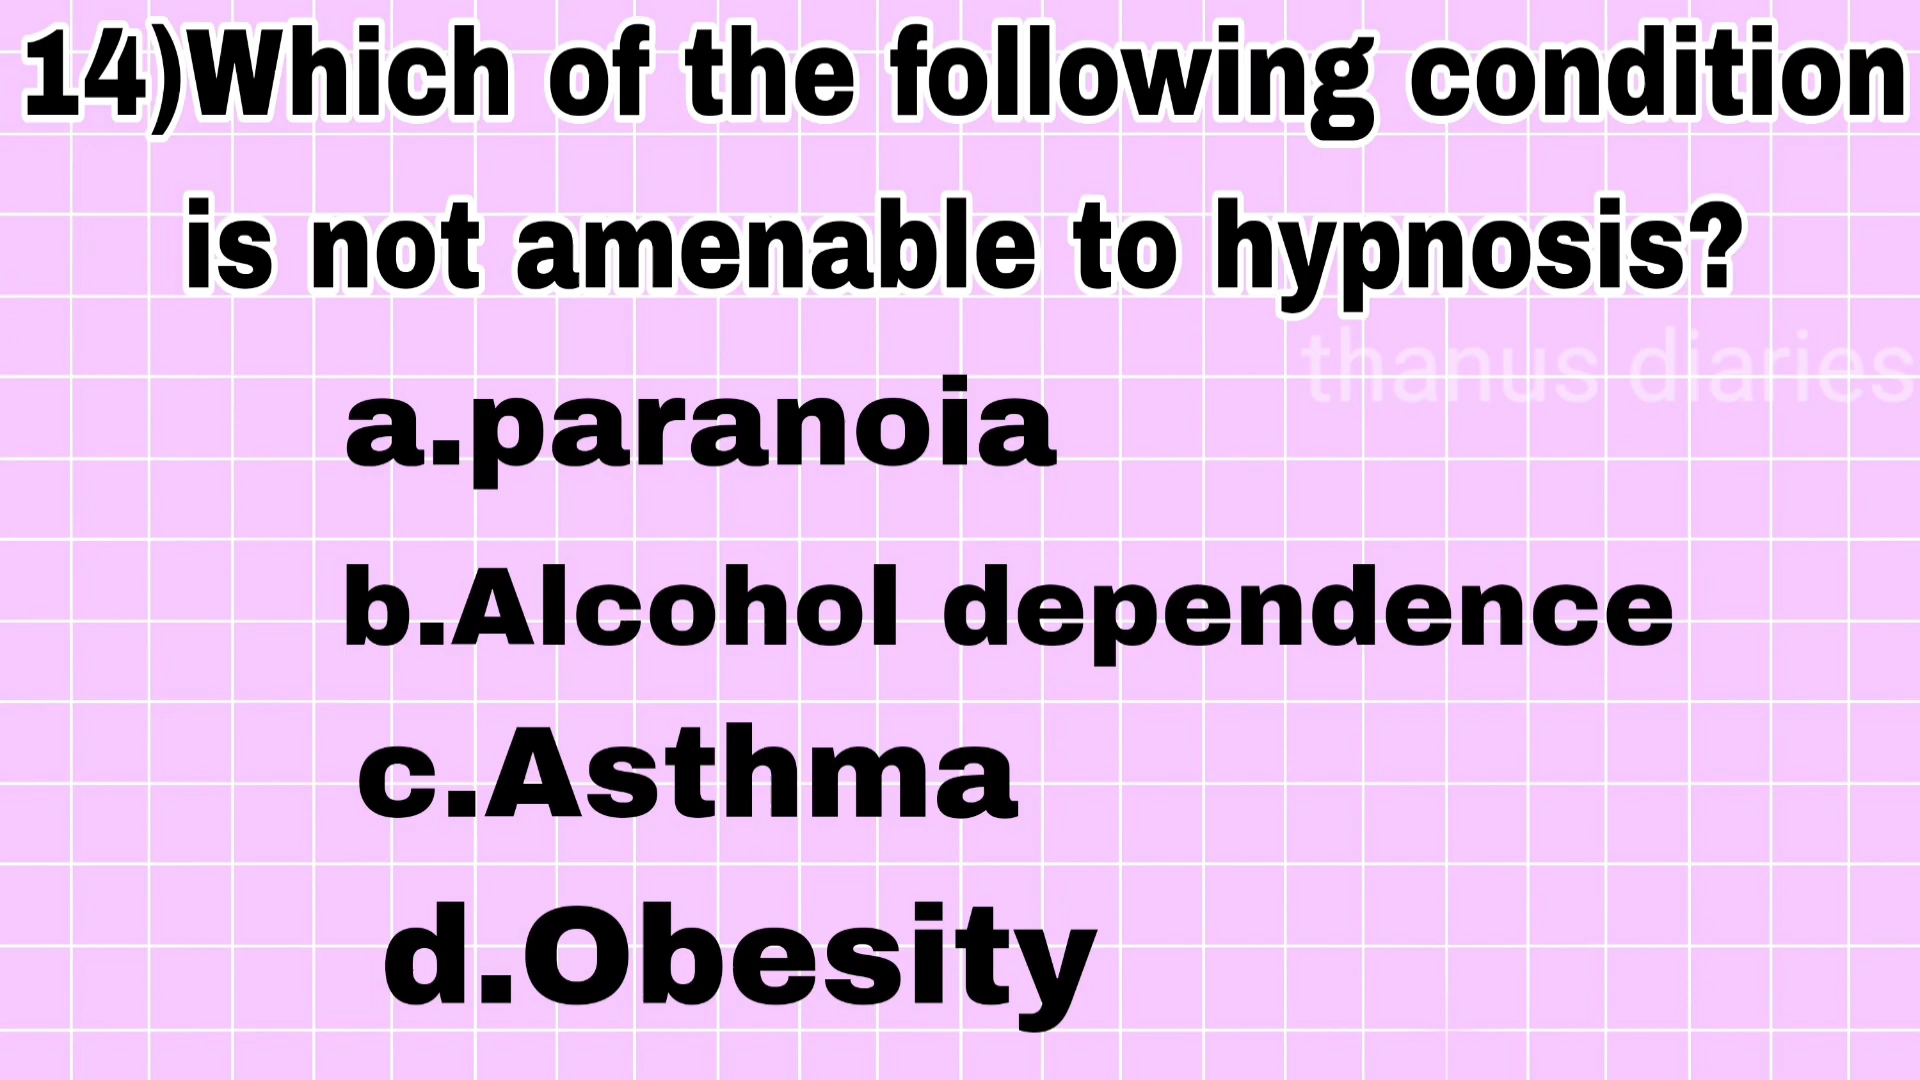 14)Which of the following condition
is not amenable to hypnosis?
thanus diaries
a.paranoia
b.Alcohol dependence
c.Asthma
d.Obesity